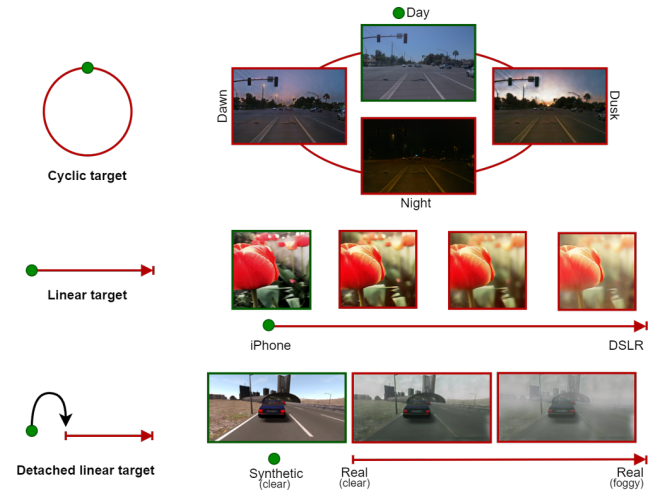 Day
Dawn
Dusk
Night
Cyclic target
Linear target
iPhone
DSLR
Detached linear target
Synthetic
(clear)
Real
(clear)
Real
(foggy)